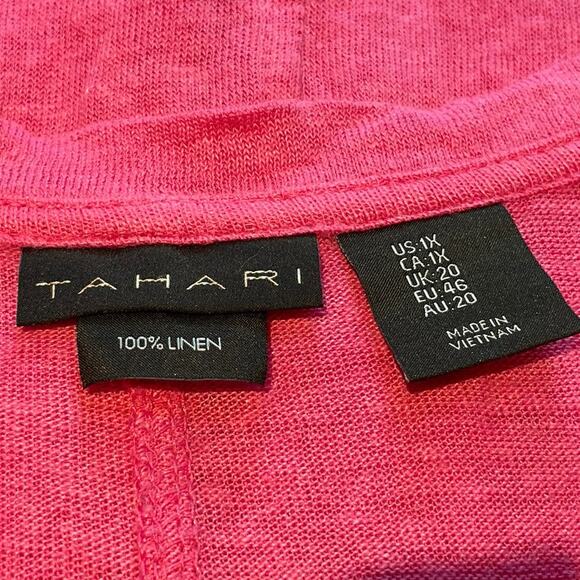 TAHARI
100% LINEN
US:1X
CA:1X
UK:20
EU:46
AU:20
MADE IN
VIETNAM